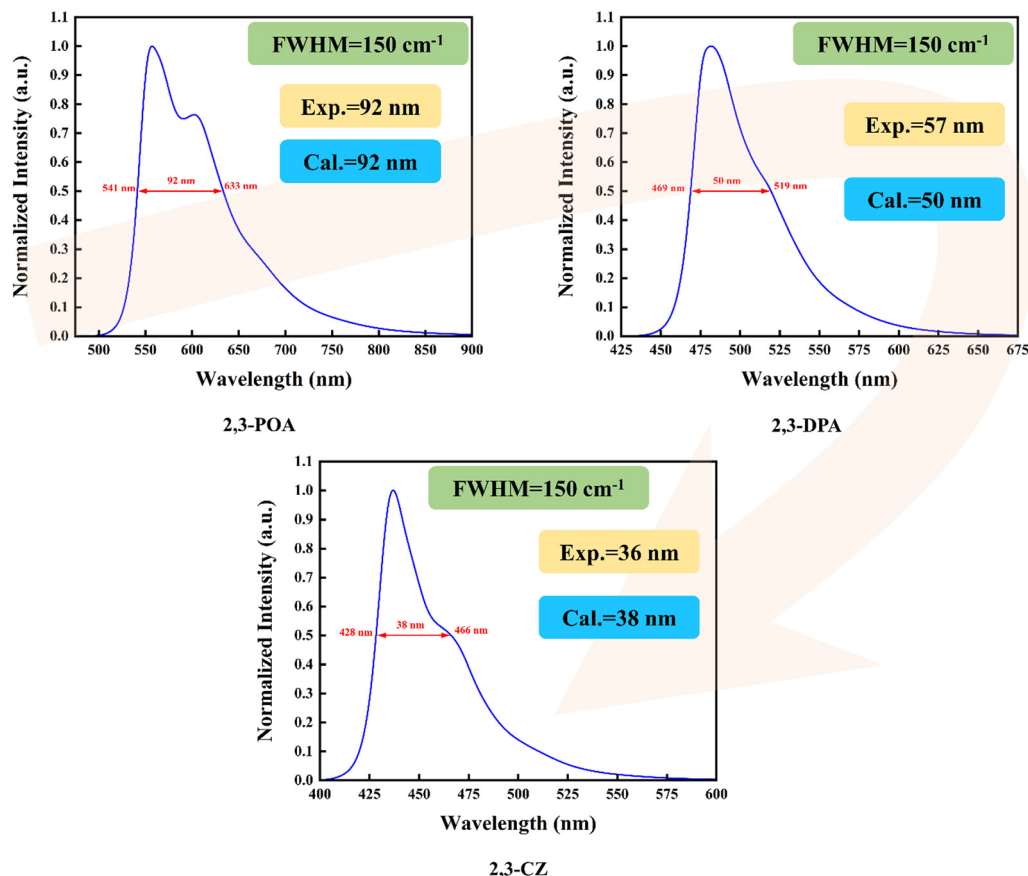 Normalized Intensity (a.u.)
1.1
1.0
0.9
0.8
0.7
0.6
0.5
0.4
0.3
0.2
0.1
0.0
FWHM=150 cm⁻¹
Exp.=92 nm
Cal.=92 nm
541 nm
92 nm
633 nm
500
550
600
650
700
750
800
850
900
Wavelength (nm)
2,3-POA
Normalized Intensity (a.u.)
1.1
1.0
0.9
0.8
0.7
0.6
0.5
0.4
0.3
0.2
0.1
0.0
FWHM=150 cm⁻¹
Exp.=57 nm
Cal.=50 nm
469 nm
50 nm
519 nm
425
450
475
500
525
550
575
600
625
650
675
Wavelength (nm)
2,3-DPA
Normalized Intensity (a.u.)
1.1
1.0
0.9
0.8
0.7
0.6
0.5
0.4
0.3
0.2
0.1
0.0
FWHM=150 cm⁻¹
Exp.=36 nm
Cal.=38 nm
428 nm
38 nm
466 nm
400
425
450
475
500
525
550
575
600
Wavelength (nm)
2,3-CZ